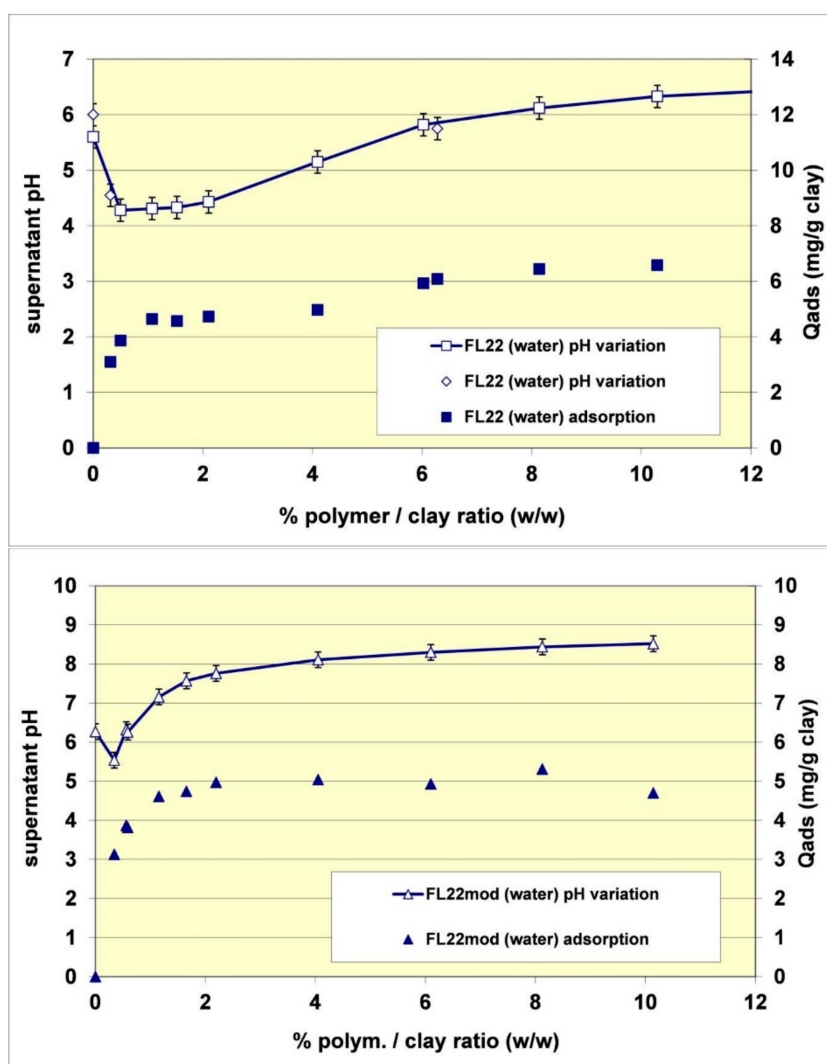 7
6
5
4
3
2
1
0
supernatant pH
14
12
10
8
6
4
2
0
Qads (mg/g clay)
FL22 (water) pH variation
FL22 (water) pH variation
FL22 (water) adsorption
0 2 4 6 8 10 12
% polymer / clay ratio (w/w)
10
9
8
7
6
5
4
3
2
1
0
supernatant pH
10
9
8
7
6
5
4
3
2
1
0
Qads (mg/g clay)
FL22mod (water) pH variation
FL22mod (water) adsorption
0 2 4 6 8 10 12
% polym. / clay ratio (w/w)